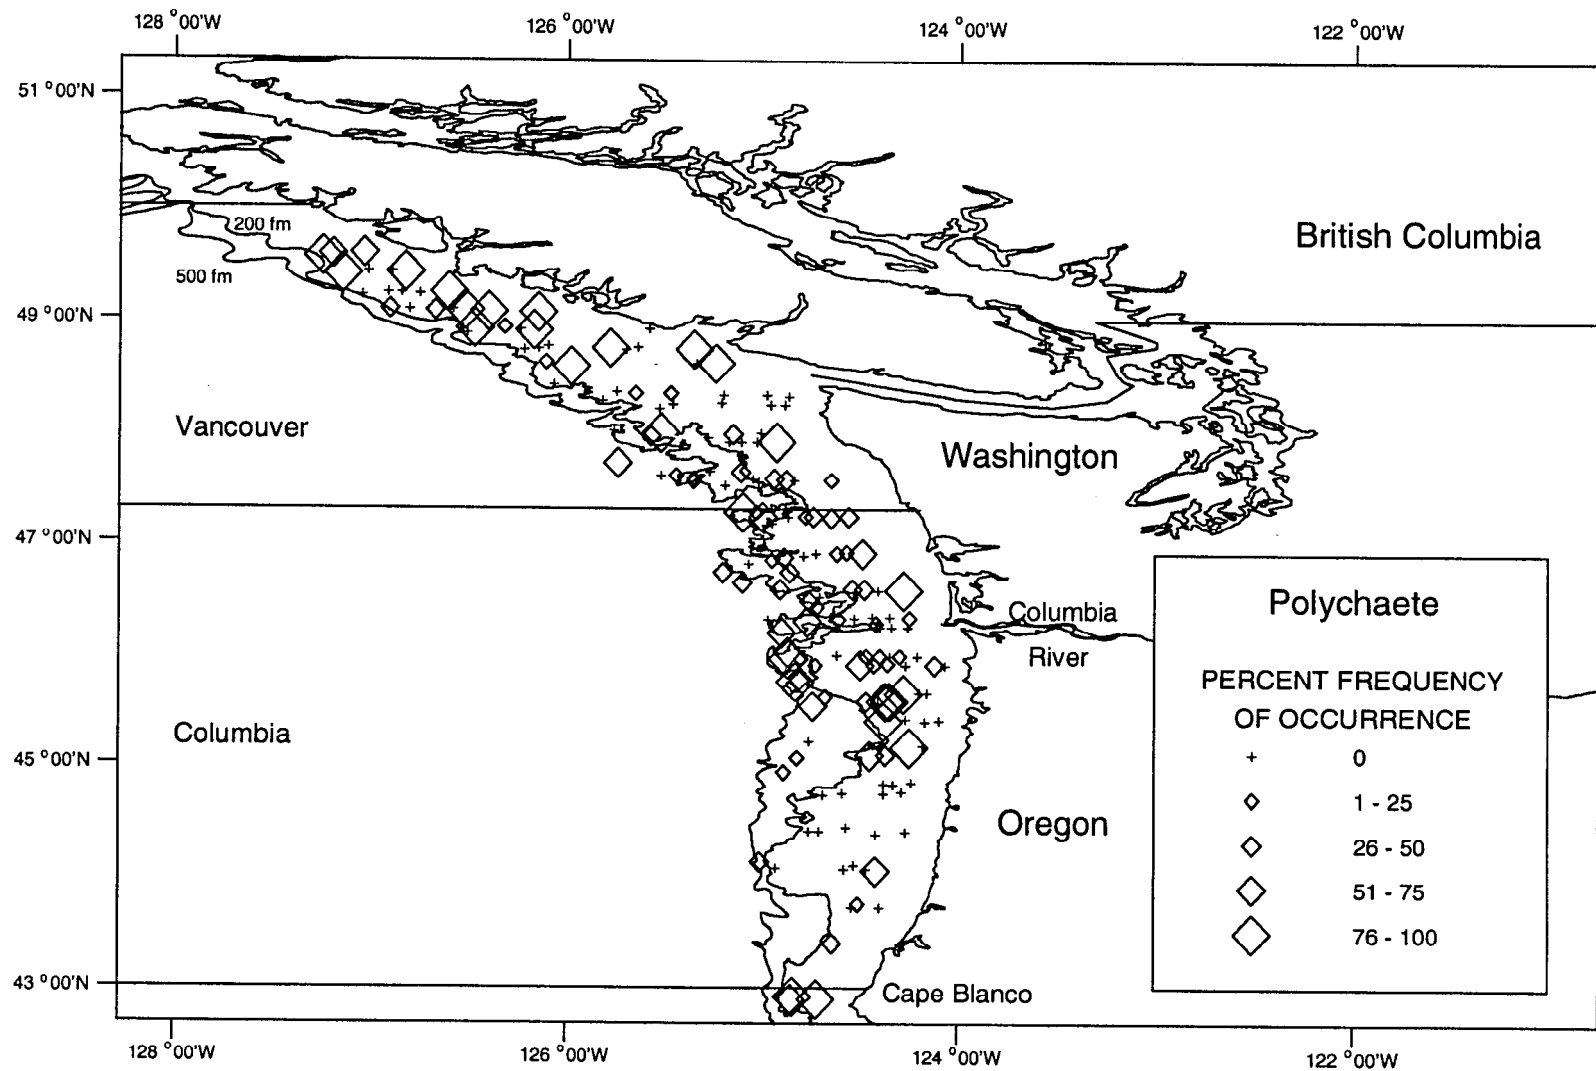 128 °00'W
126 °00'W
124 °00'W
122 °00'W
51 °00'N
British Columbia
200 fm
500 fm
49 °00'N
Vancouver
Washington
47 °00'N
Columbia
River
Columbia
45 °00'N
Oregon
43 °00'N
Cape Blanco
Polychaete
PERCENT FREQUENCY
OF OCCURRENCE
+ 0
1 - 25
26 - 50
51 - 75
76 - 100
128 °00'W
126 °00'W
124 °00'W
122 °00'W